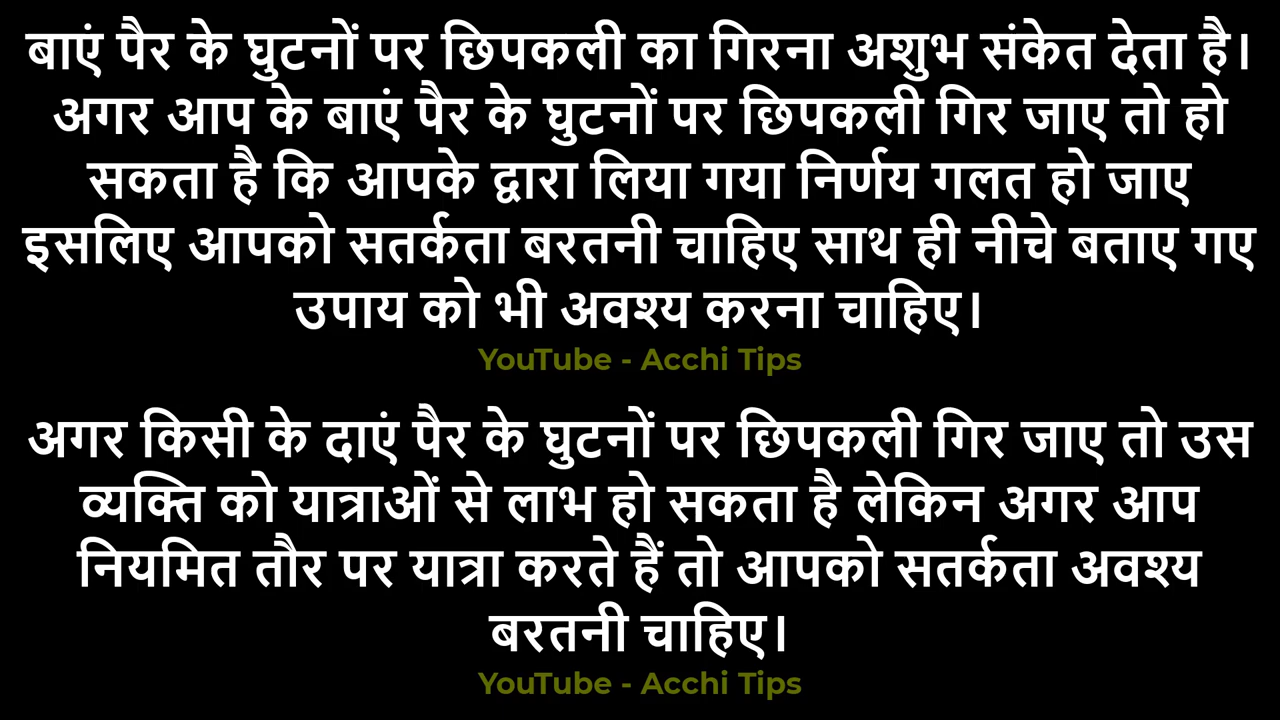 बाएं पैर के घुटनों पर छिपकली का गिरना अशुभ संकेत देता है।
अगर आप के बाएं पैर के घुटनों पर छिपकली गिर जाए तो हो
सकता है कि आपके द्वारा लिया गया निर्णय गलत हो जाए
इसलिए आपको सतर्कता बरतनी चाहिए साथ ही नीचे बताए गए
उपाय को भी अवश्य करना चाहिए।
YouTube - Acchi Tips
अगर किसी के दाएं पैर के घुटनों पर छिपकली गिर जाए तो उस
व्यक्ति को यात्राओं से लाभ हो सकता है लेकिन अगर आप
नियमित तौर पर यात्रा करते हैं तो आपको सतर्कता अवश्य
बरतनी चाहिए।
YouTube - Acchi Tips